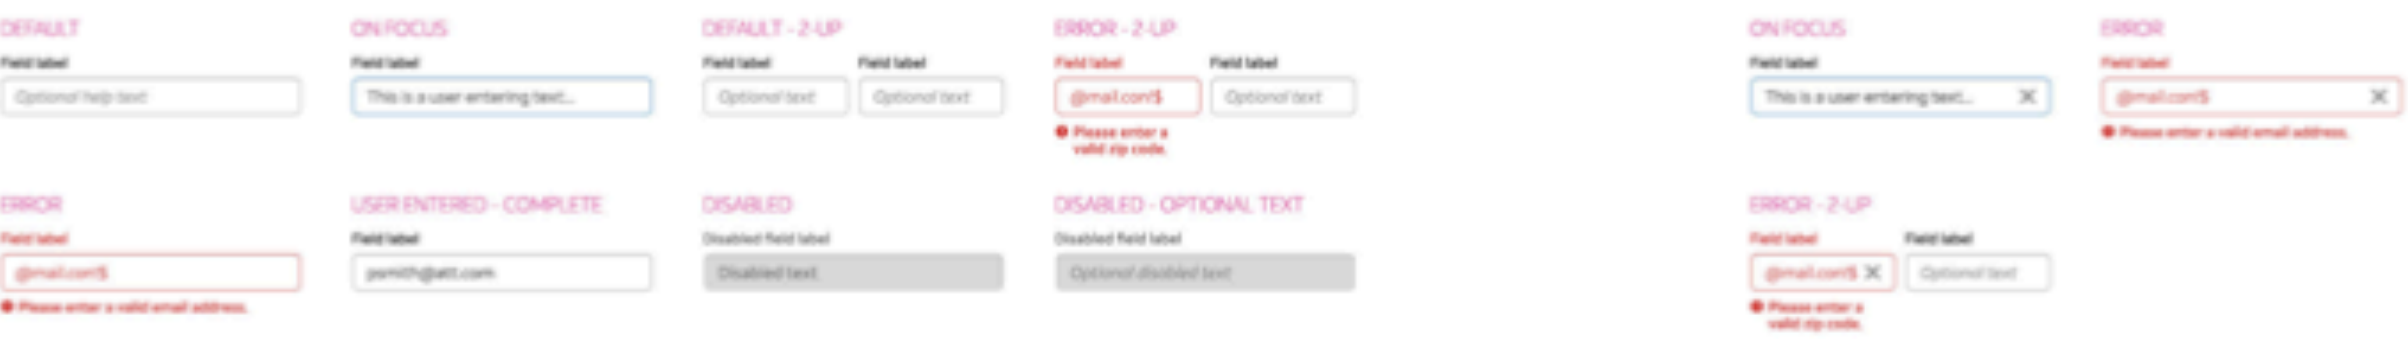 DEFAULT
Field label
Optional help text
ON FOCUS
Field label
This is a user entering text...
DEFAULT - 2-UP
Field label
Optional text
Field label
Optional text
ERROR - 2-UP
Field label
@mail.com!$
Please enter a
valid zip code.
Field label
Optional text
ON FOCUS
Field label
This is a user entering text...
ERROR
Field label
@mail.com!$
Please enter a valid email address.
ERROR
Field label
@mail.com!$
Please enter a valid email address.
USER ENTERED - COMPLETE
Field label
psmith@att.com
DISABLED
Disabled field label
Disabled text
DISABLED - OPTIONAL TEXT
Disabled field label
Optional disabled text
ERROR - 2-UP
Field label
@mail.com!$
Please enter a
valid zip code.
Field label
Optional text